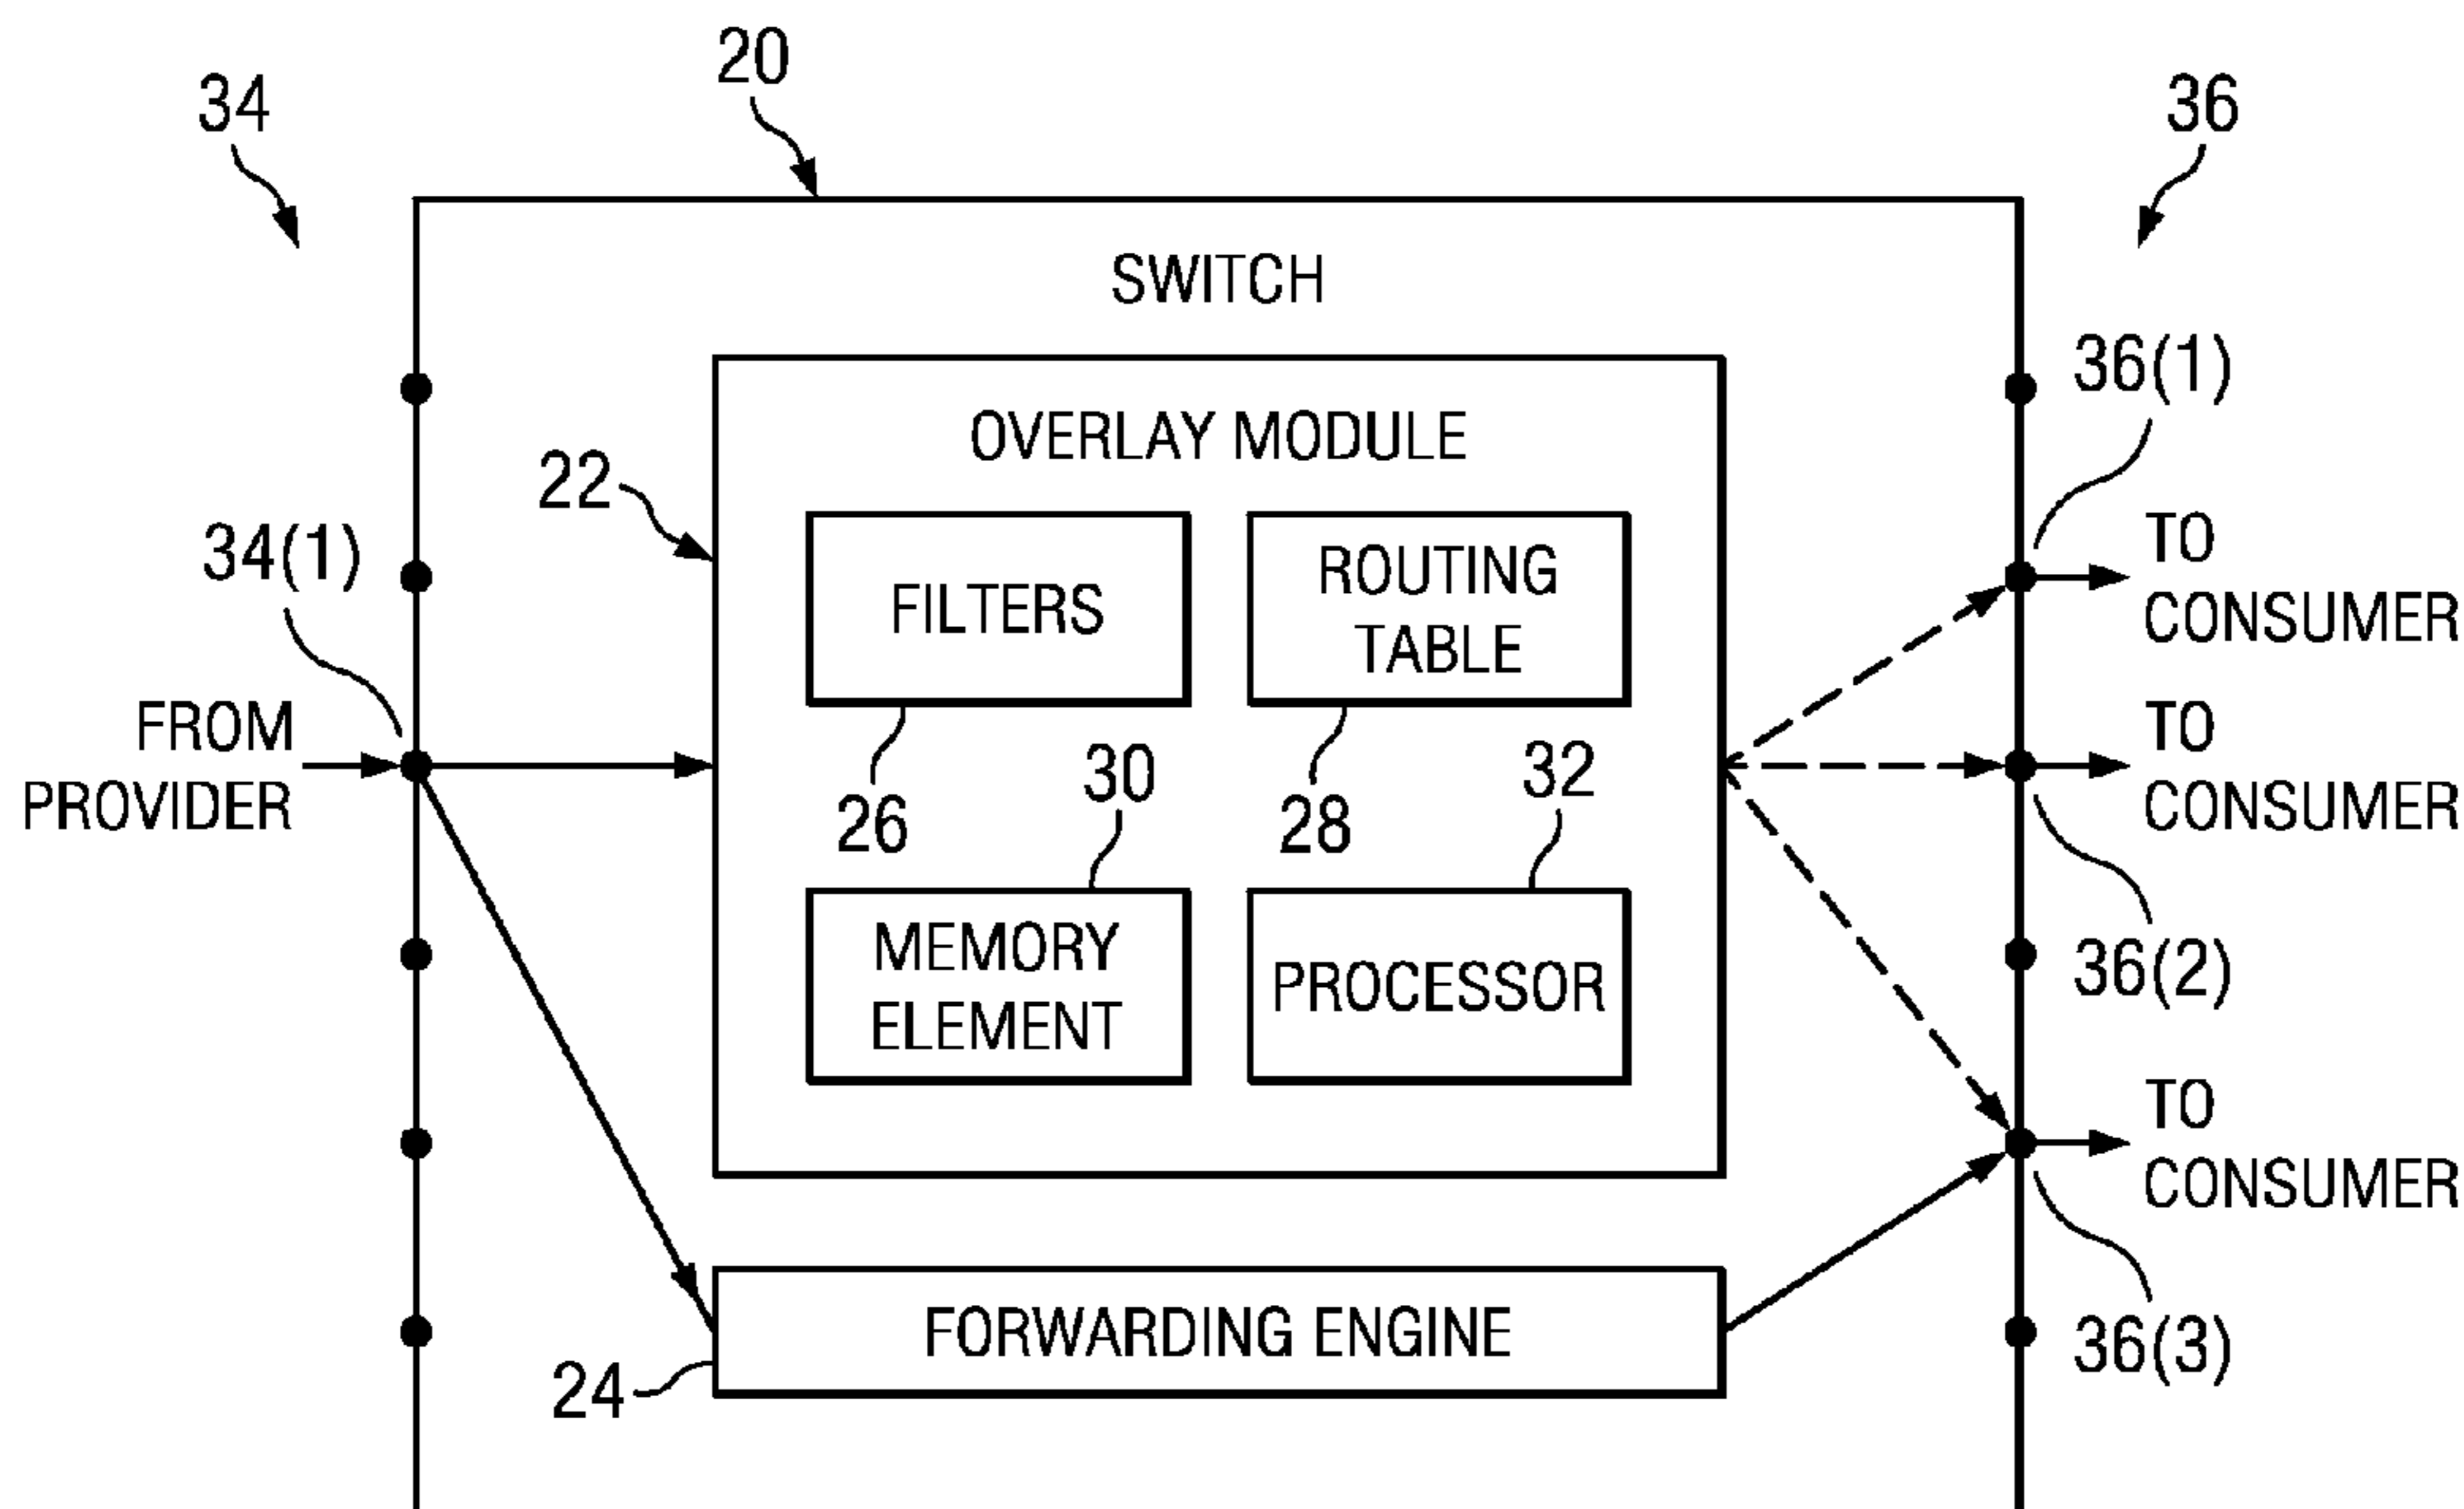 20
34
36
SWITCH
36(1)
OVERLAY MODULE
22
34(1)
FILTERS
ROUTING
TABLE
TO
CONSUMER
FROM
PROVIDER
26
30
28
32
TO
CONSUMER
MEMORY
ELEMENT
PROCESSOR
36(2)
TO
CONSUMER
FORWARDING ENGINE
24
36(3)